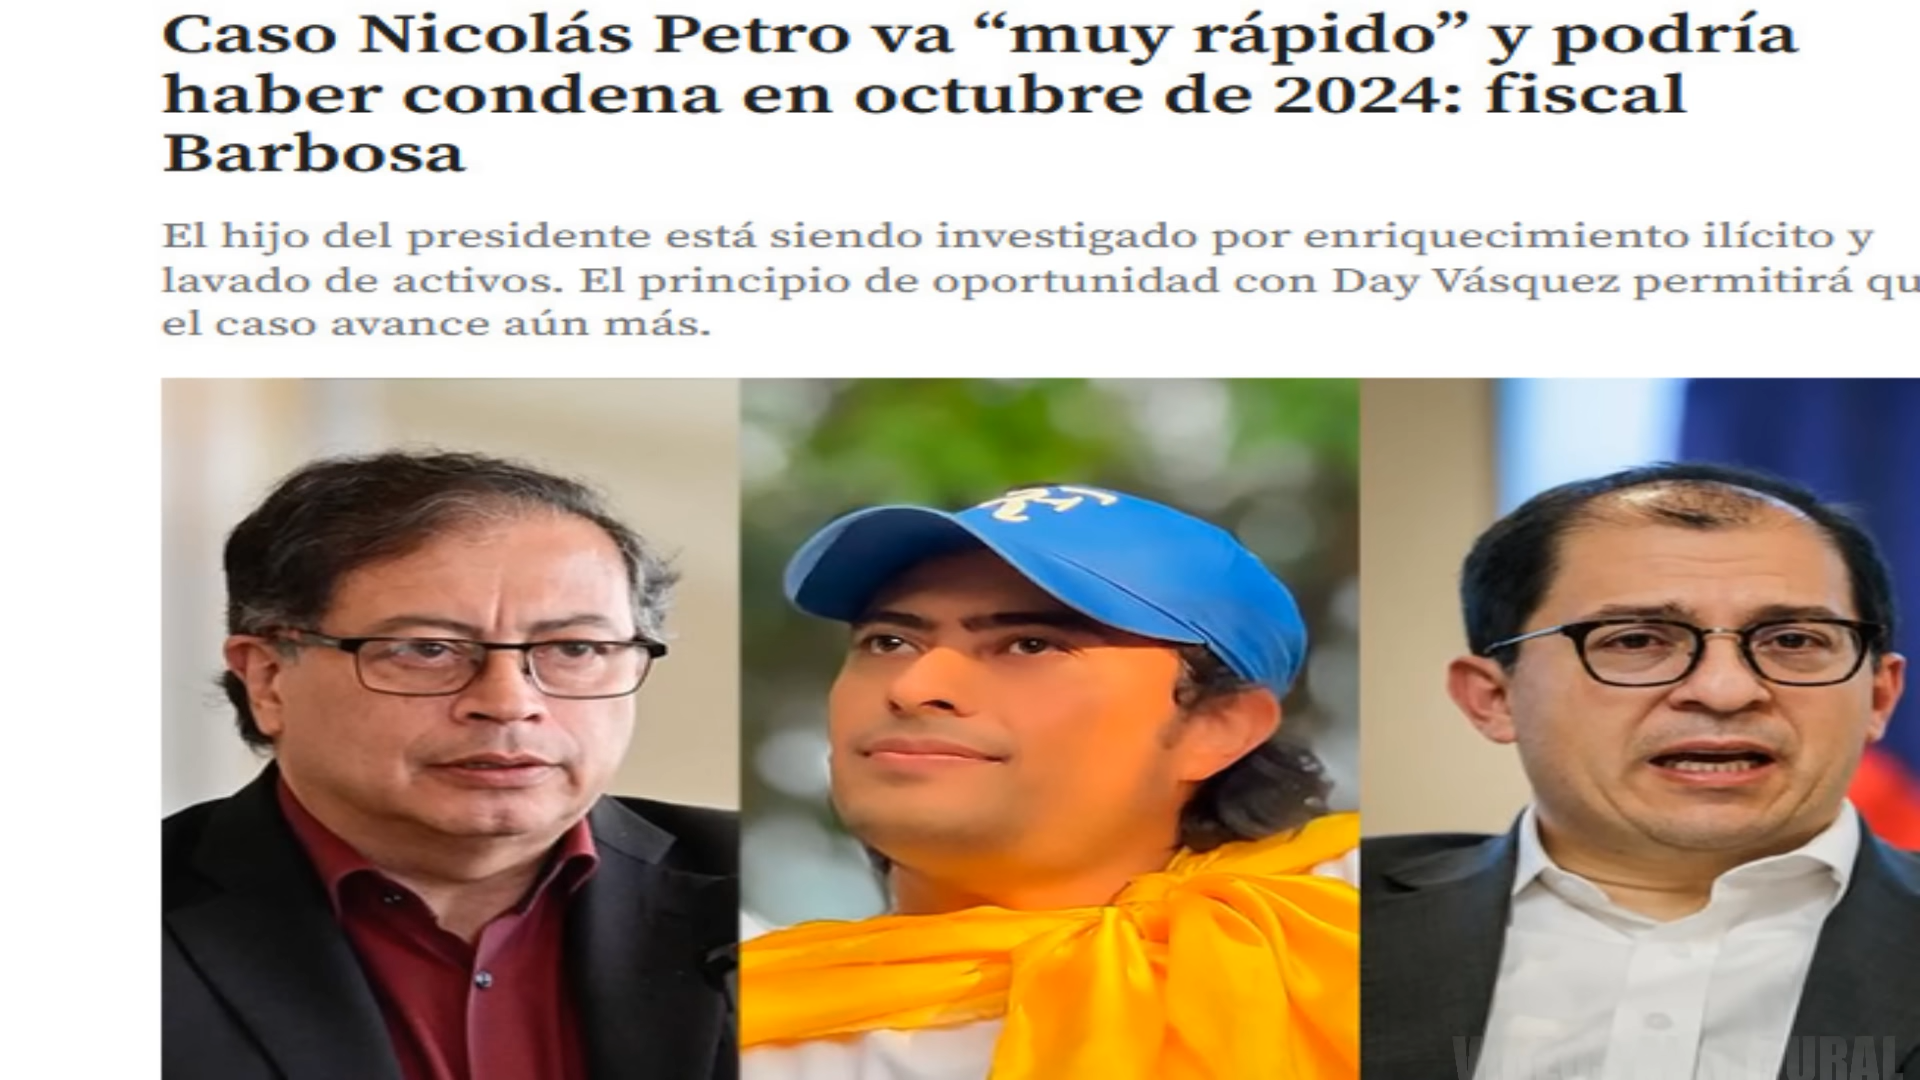 Caso Nicolás Petro va “muy rápido” y podría
haber condena en octubre de 2024: fiscal
Barbosa
El hijo del presidente está siendo investigado por enriquecimiento ilícito y
lavado de activos. El principio de oportunidad con Day Vásquez permitirá qu
el caso avance aún más.